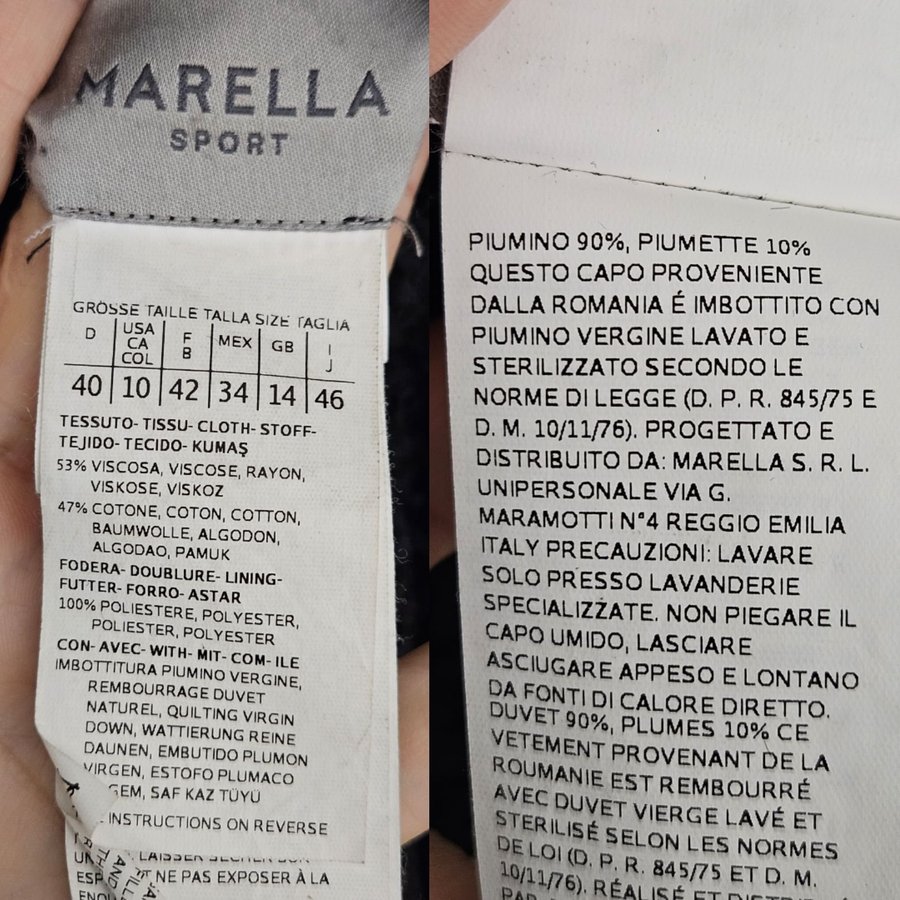 MARELLA
SPORT
GRÖSSE TAILLE TALLA SIZE TAGLIA
D USA CA COL F B MEX GB I J
40 10 42 34 14 46
TESSUTO- TISSU- CLOTH- STOFF-
TEJIDO- TECIDO- KUMAŞ
53% VISCOSA, VISCOSE, RAYON,
VISKOSE, VİSKOZ
47% COTONE, COTON, COTTON,
BAUMWOLLE, ALGODON,
ALGODAO, PAMUK
FODERA- DOUBLURE- LINING-
FUTTER- FORRO- ASTAR
100% POLIESTERE, POLYESTER,
POLIESTER, POLYESTER
CON- AVEC- WITH- MIT- COM- ILE
IMBOTTITURA PIUMINO VERGINE,
REMBOURRAGE DUVET
NATUREL, QUILTING VIRGIN
DOWN, WATTIERUNG REINE
DAUNEN, EMBUTIDO PLUMON
VIRGEN, ESTOFO PLUMACO
GEM, SAF KAZ TÜYÜ
INSTRUCTIONS ON REVERSE
LAISSER SÉCHER
NE PAS EXPOSER À LA
PIUMINO 90%, PIUMETTE 10%
QUESTO CAPO PROVENIENTE
DALLA ROMANIA É IMBOTTITO CON
PIUMINO VERGINE LAVATO E
STERILIZZATO SECONDO LE
NORME DI LEGGE (D. P. R. 845/75 E
D. M. 10/11/76). PROGETTATO E
DISTRIBUITO DA: MARELLA S. R. L.
UNIPERSONALE VIA G.
MARAMOTTI N°4 REGGIO EMILIA
ITALY PRECAUZIONI: LAVARE
SOLO PRESSO LAVANDERIE
SPECIALIZZATE. NON PIEGARE IL
CAPO UMIDO, LASCIARE
ASCIUGARE APPESO E LONTANO
DA FONTI DI CALORE DIRETTO.
DUVET 90%, PLUMES 10% CE
VETEMENT PROVENANT DE LA
ROUMANIE EST REMBOURRÉ
AVEC DUVET VIERGE LAVÉ ET
STERILISÉ SELON LES NORMES
DE LOI (D. P. R. 845/75 ET D. M.
10/11/76). RÉALISÉ ET